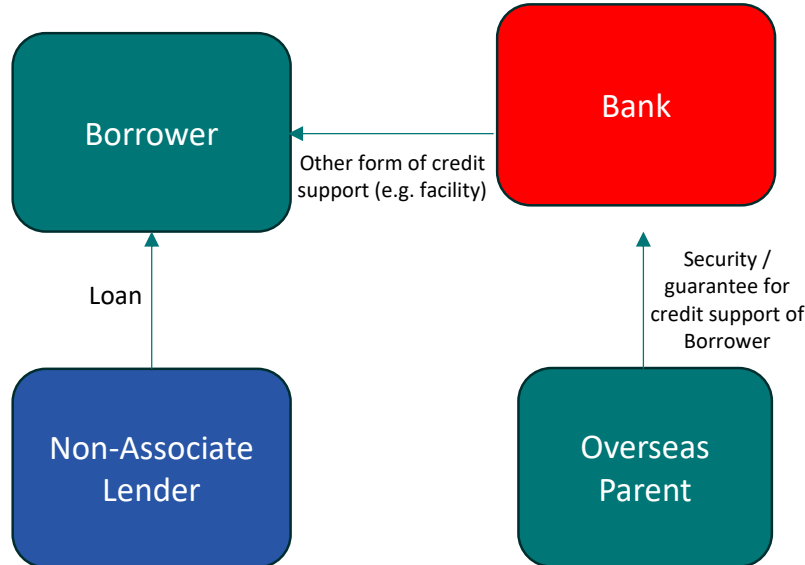 Borrower
Bank
Other form of credit
support (e.g. facility)
Loan
Security /
guarantee for
credit support of
Borrower
Non-Associate
Lender
Overseas
Parent